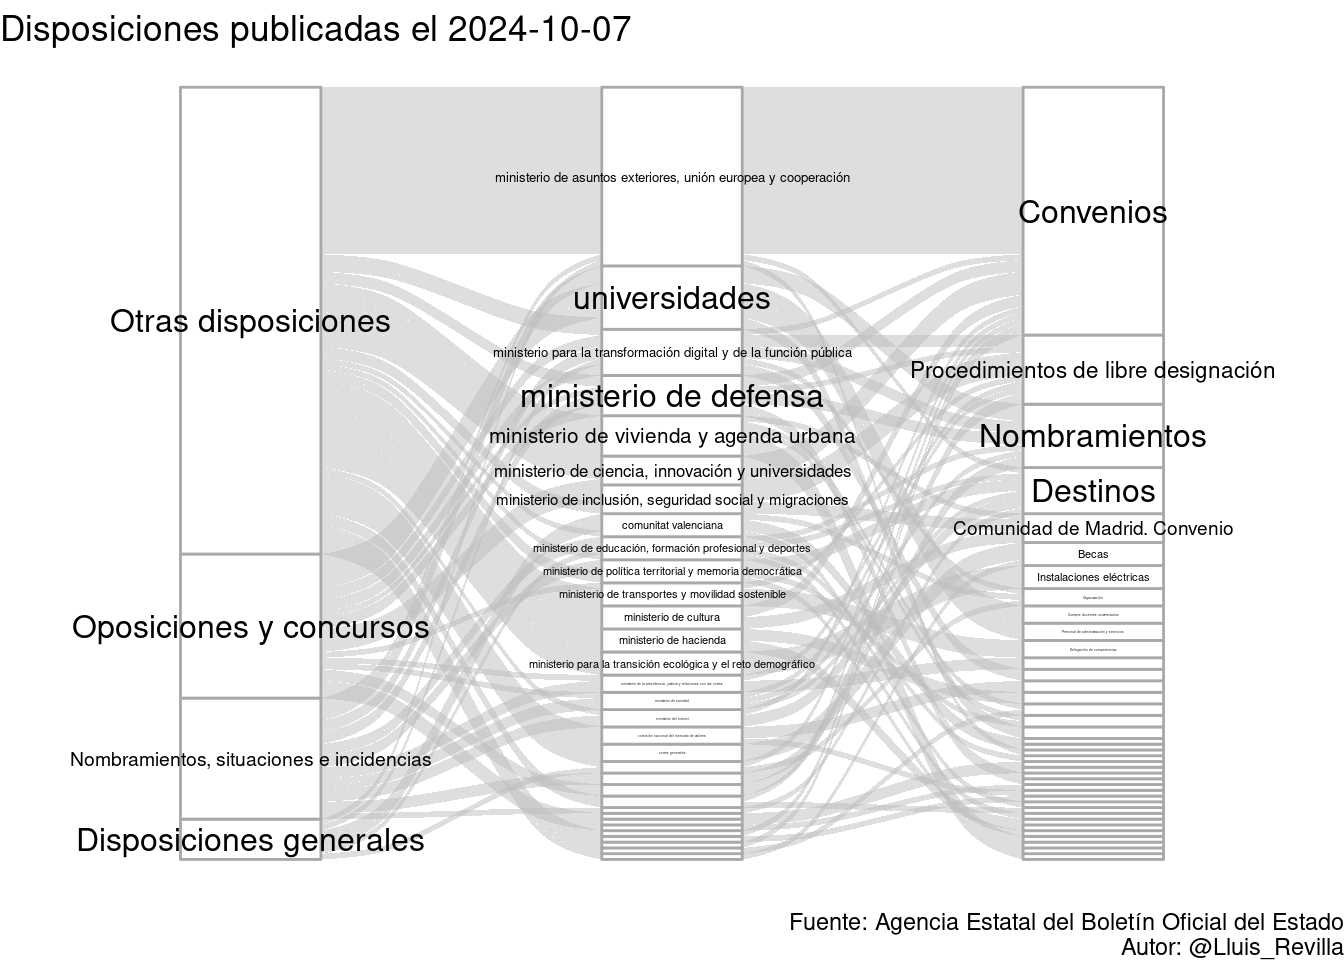 Disposiciones publicadas el 2024-10-07
Otras disposiciones
Oposiciones y concursos
Nombramientos, situaciones e incidencias
Disposiciones generales
ministerio de asuntos exteriores, unión europea y cooperación
universidades
ministerio para la transformación digital y de la función pública
ministerio de defensa
ministerio de vivienda y agenda urbana
ministerio de ciencia, innovación y universidades
ministerio de inclusión, seguridad social y migraciones
comunitat valenciana
ministerio de educación, formación profesional y deportes
ministerio de política territorial y memoria democrática
ministerio de transportes y movilidad sostenible
ministerio de cultura
ministerio de hacienda
ministerio para la transición ecológica y el reto demográfico
ministerio de la presidencia, justicia y relaciones con las cortes
ministerio de sanidad
ministerio del interior
comisión nacional del mercado de valores
cortes generales
Convenios
Procedimientos de libre designación
Nombramientos
Destinos
Comunidad de Madrid. Convenio
Becas
Instalaciones eléctricas
Organización
Cuerpos docentes universitarios
Personal de administración y servicios
Delegación de competencias
Fuente: Agencia Estatal del Boletín Oficial del Estado
Autor: @Lluis_Revilla